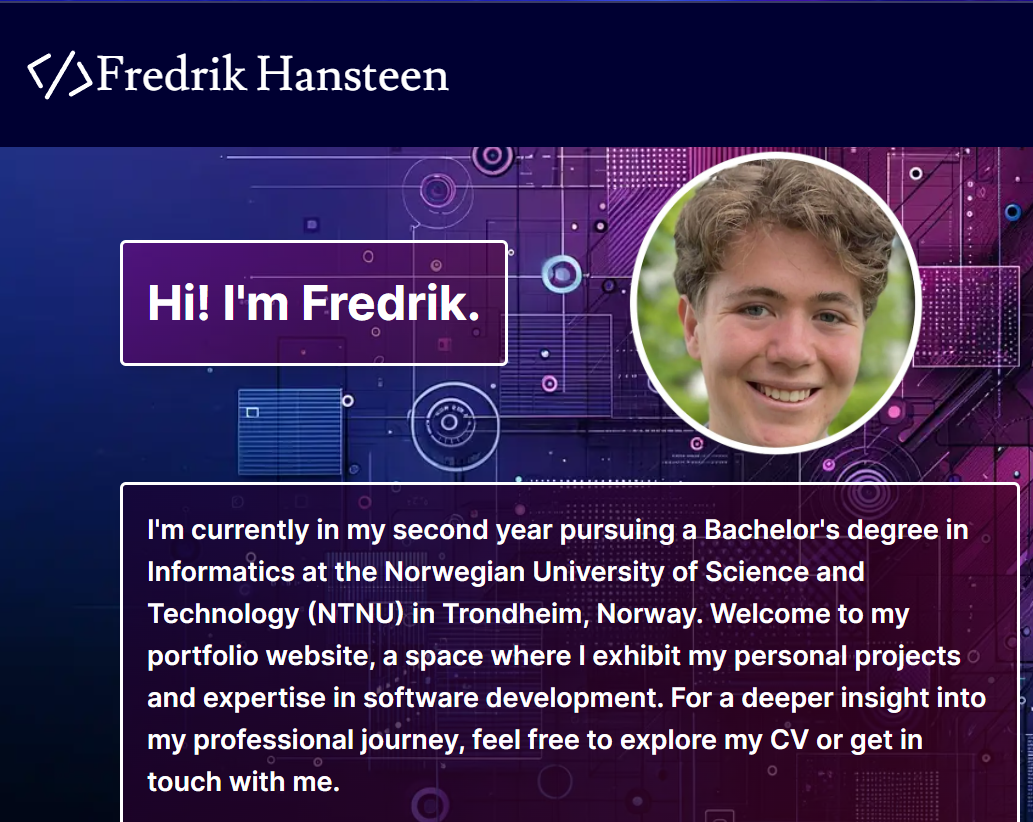 </>Fredrik Hansteen
Hi! I'm Fredrik.
I'm currently in my second year pursuing a Bachelor's degree in
Informatics at the Norwegian University of Science and
Technology (NTNU) in Trondheim, Norway. Welcome to my
portfolio website, a space where I exhibit my personal projects
and expertise in software development. For a deeper insight into
my professional journey, feel free to explore my CV or get in
touch with me.